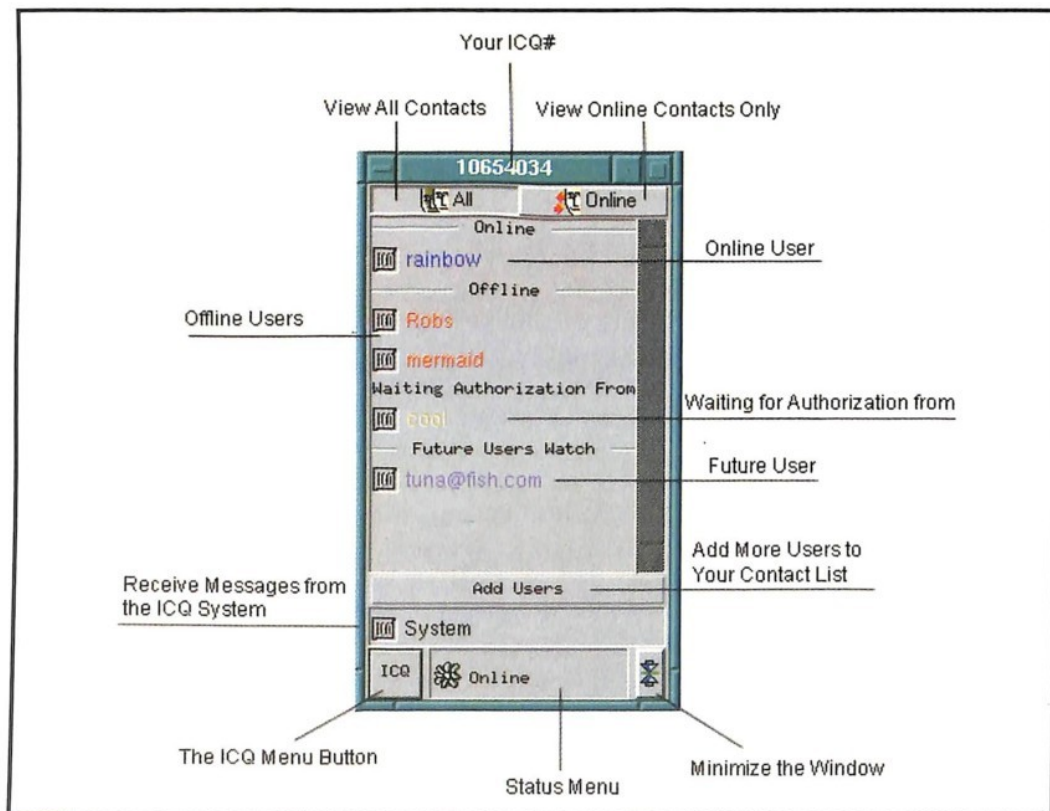 Your ICQ#
View All Contacts
View Online Contacts Only
10654034
All
Online
Online
rainbow
Online User
Offline
Offline Users
Robs
mermaid
Waiting Authorization From
cool
Waiting for Authorization from
Future Users Watch
tuna@fish.com
Future User
Add More Users to
Your Contact List
Add Users
Receive Messages from
the ICQ System
System
ICQ
Online
The ICQ Menu Button
Status Menu
Minimize the Window